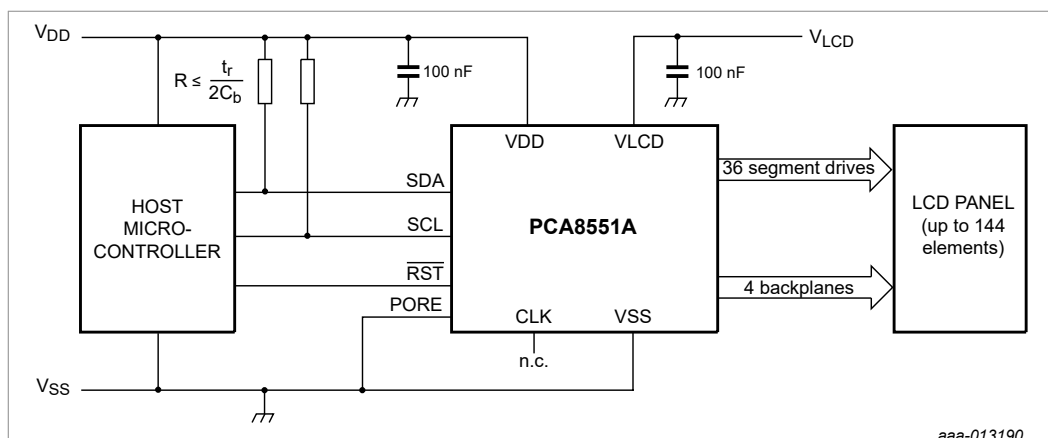 VDD
VLCD
R ≤ tr
2Cb
100 nF
100 nF
VDD
VLCD
HOST
MICRO-
CONTROLLER
SDA
SCL
RST
PORE
PCA8551A
CLK
VSS
n.c.
36 segment drives
4 backplanes
LCD PANEL
(up to 144
elements)
VSS
aaa-013190